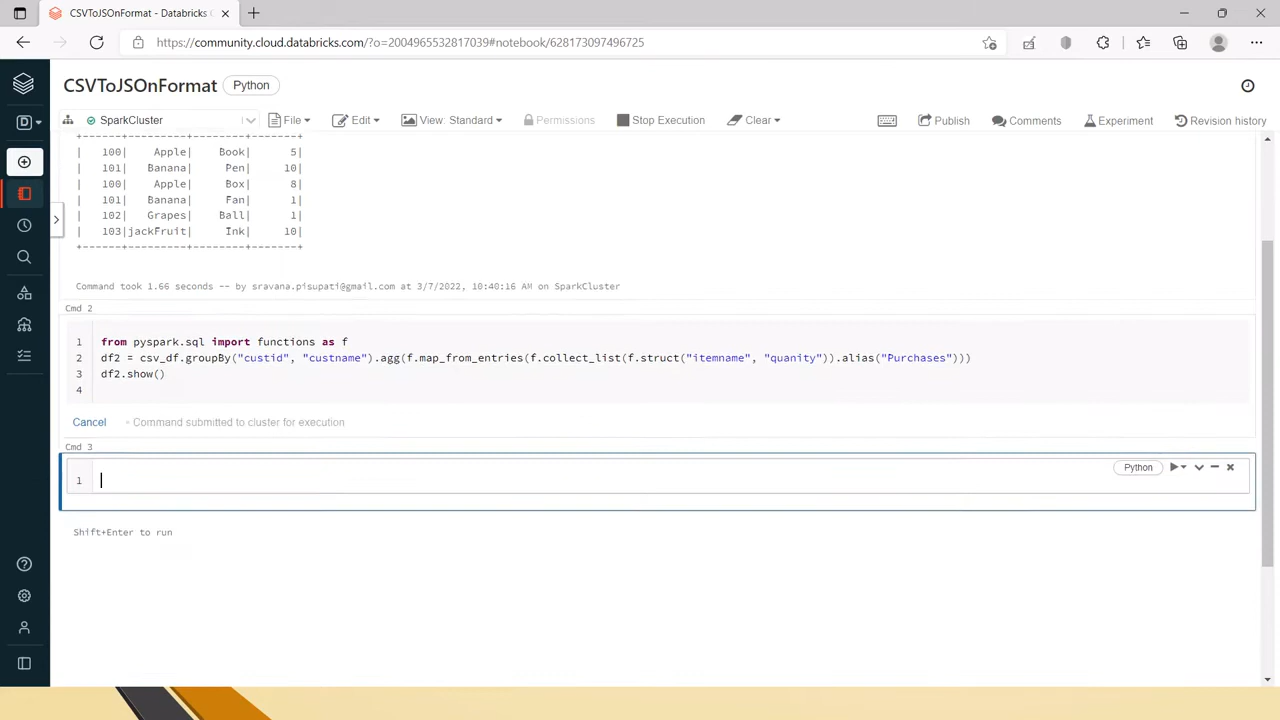 CSVToJSOnFormat - Databricks C
https://community.cloud.databricks.com/?o=2004965532817039#notebook/628173097496725
CSVToJSOnFormat Python
SparkCluster File Edit View: Standard Permissions Stop Execution Clear Publish Comments Experiment Revision history
+------+---------+--------+-------+
| 100| Apple| Book| 5|
| 101| Banana| Pen| 10|
| 100| Apple| Box| 8|
| 101| Banana| Fan| 1|
| 102| Grapes| Ball| 1|
| 103|jackFruit| Ink| 10|
+------+---------+--------+-------+
Command took 1.66 seconds -- by sravana.pisupati@gmail.com at 3/7/2022, 10:40:16 AM on SparkCluster
Cmd 2
1 from pyspark.sql import functions as f
2 df2 = csv_df.groupBy("custid", "custname").agg(f.map_from_entries(f.collect_list(f.struct("itemname", "quanity")).alias("Purchases")))
3 df2.show()
4
Cancel Command submitted to cluster for execution
Cmd 3
Python
1
Shift+Enter to run